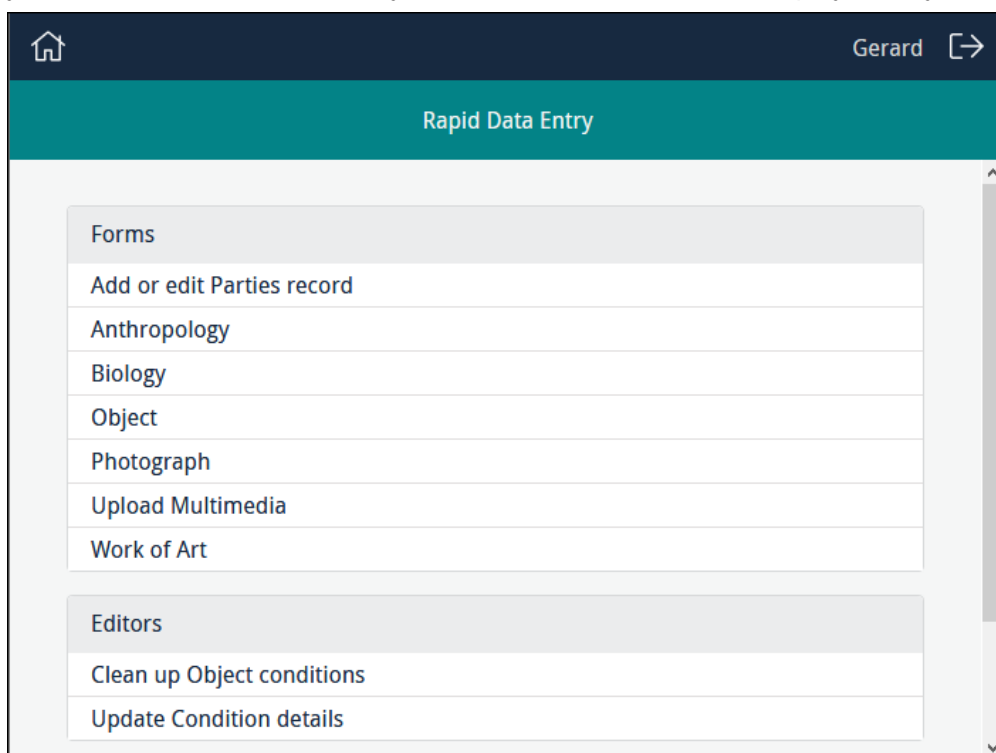 Gerard
Rapid Data Entry
Forms
Add or edit Parties record
Anthropology
Biology
Object
Photograph
Upload Multimedia
Work of Art
Editors
Clean up Object conditions
Update Condition details